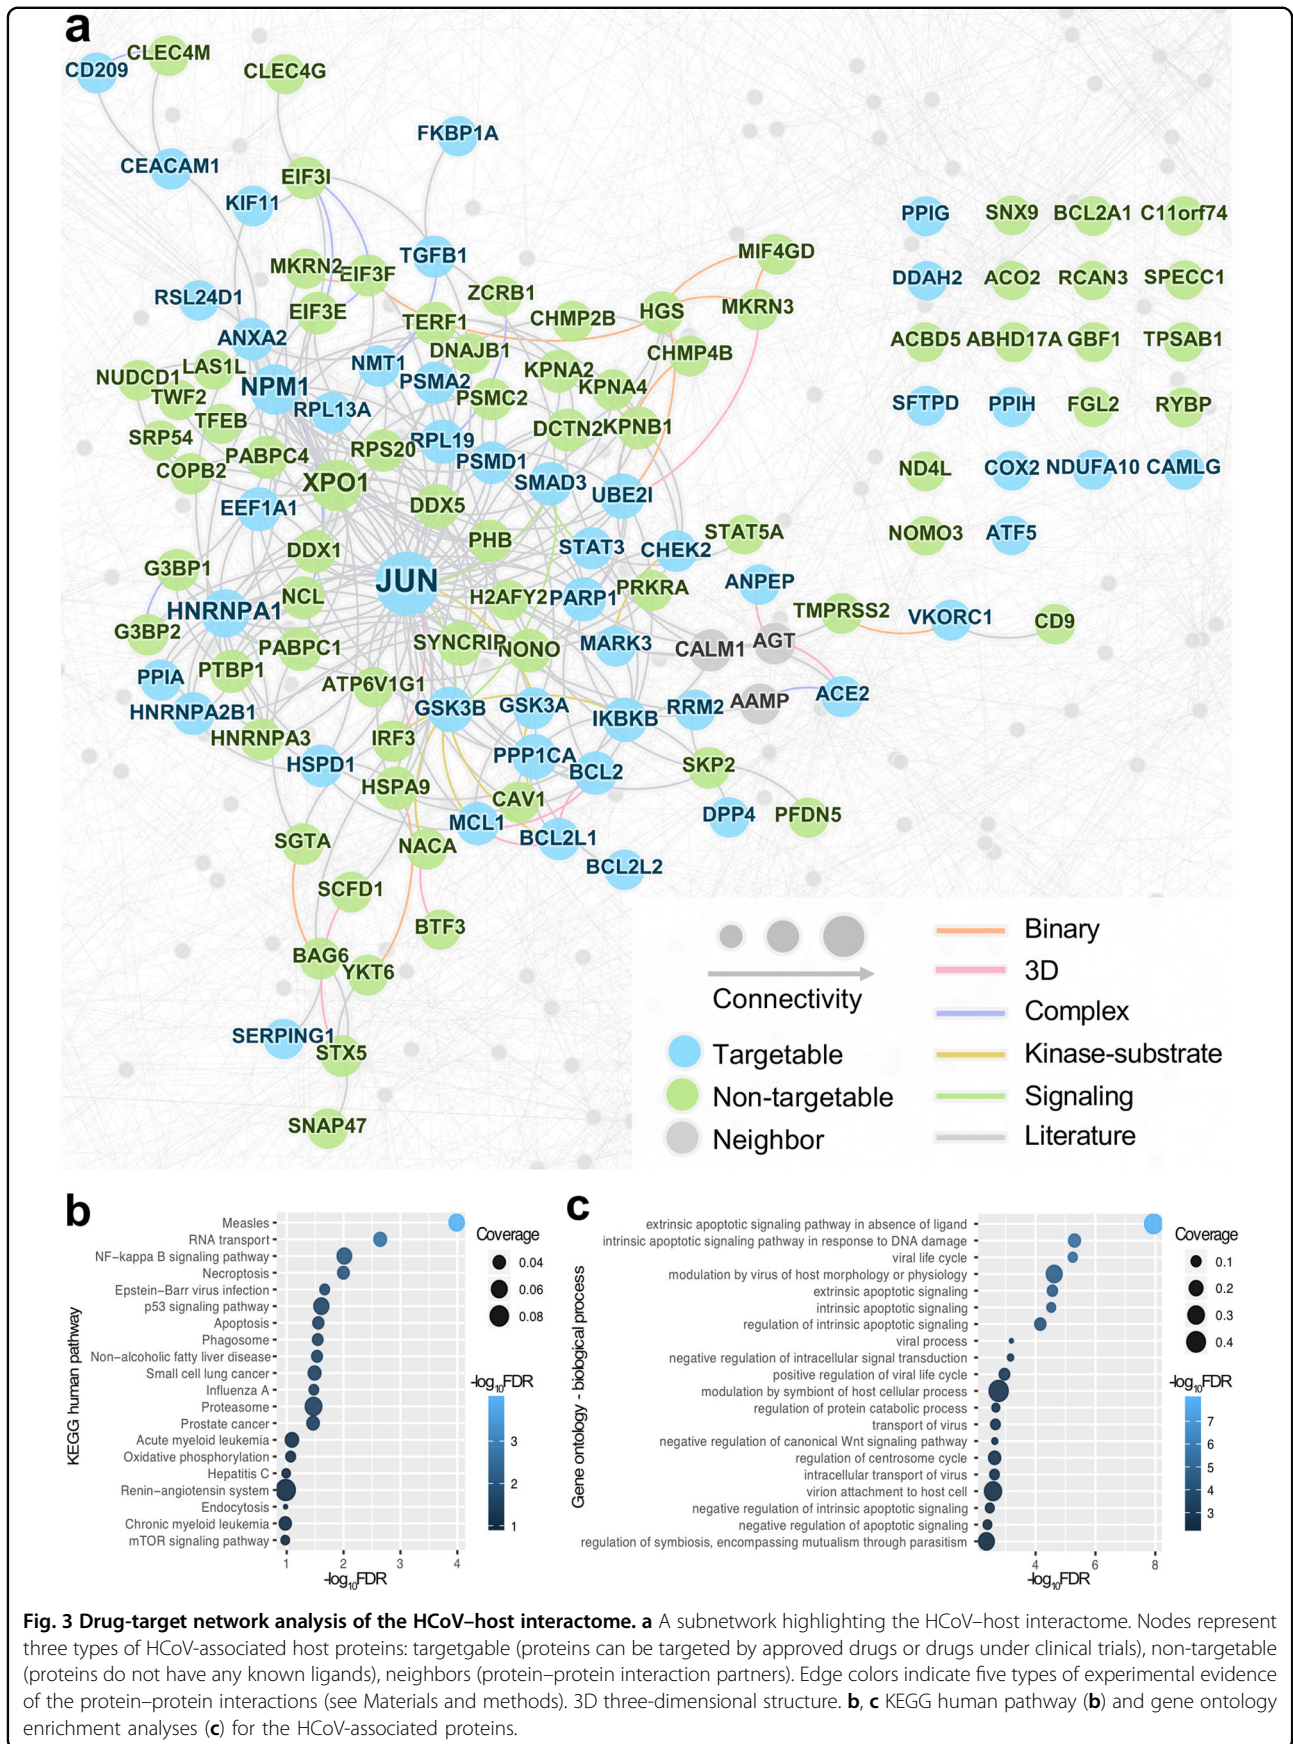 a
CLEC4M
CD209
CLEC4G
FKBP1A
CEACAM1
EIF3I
KIF11
PPIG SNX9 BCL2A1 C11orf74
TGFB1
MIF4GD
MKRN2
EIF3F
DDAH2 ACO2 RCAN3 SPECC1
RSL24D1
ZCRB1
EIF3E
HGS
MKRN3
TERF1
CHMP2B
ANXA2
ACBD5 ABHD17A GBF1 TPSAB1
DNAJB1
CHMP4B
LAS1L
NMT1
NUDCD1
KPNA2
PSMA2
KPNA4
NPM1
TWF2
PSMC2
RPL13A
SFTPD PPIH FGL2 RYBP
TFEB
DCTN2
KPNB1
SRP54
RPL19
PABPC4
RPS20
PSMD1
COPB2
ND4L COX2 NDUFA10 CAMLG
XPO1
SMAD3
UBE2I
EEF1A1
DDX5
NOMO3 ATF5
STAT5A
PHB
DDX1
STAT3
CHEK2
G3BP1
JUN
ANPEP
PRKRA
NCL
H2AFY2
PARP1
HNRNPA1
TMPRSS2
VKORC1
CD9
G3BP2
SYNCRIP
MARK3
AGT
PABPC1
NONO
CALM1
PTBP1
PPIA
ATP6V1G1
ACE2
AAMP
GSK3B
GSK3A
RRM2
HNRNPA2B1
IKBKB
HNRNPA3
IRF3
PPP1CA
HSPD1
SKP2
BCL2
HSPA9
CAV1
DPP4
PFDN5
MCL1
BCL2L1
SGTA
NACA
BCL2L2
SCFD1
BTF3
BAG6
YKT6
SERPING1
STX5
SNAP47
Connectivity
Targetable
Non-targetable
Neighbor
Binary
3D
Complex
Kinase-substrate
Signaling
Literature
b
KEGG human pathway
Measles
RNA transport
NF−kappa B signaling pathway
Necroptosis
Epstein−Barr virus infection
p53 signaling pathway
Apoptosis
Phagosome
Non−alcoholic fatty liver disease
Small cell lung cancer
Influenza A
Proteasome
Prostate cancer
Acute myeloid leukemia
Oxidative phosphorylation
Hepatitis C
Renin−angiotensin system
Endocytosis
Chronic myeloid leukemia
mTOR signaling pathway
1 2 3 4
-log10FDR
Coverage
0.04
0.06
0.08
-log10FDR
3
2
1
c
Gene ontology - biological process
extrinsic apoptotic signaling pathway in absence of ligand
intrinsic apoptotic signaling pathway in response to DNA damage
viral life cycle
modulation by virus of host morphology or physiology
extrinsic apoptotic signaling
intrinsic apoptotic signaling
regulation of intrinsic apoptotic signaling
viral process
negative regulation of intracellular signal transduction
positive regulation of viral life cycle
modulation by symbiont of host cellular process
regulation of protein catabolic process
transport of virus
negative regulation of canonical Wnt signaling pathway
regulation of centrosome cycle
intracellular transport of virus
virion attachment to host cell
negative regulation of intrinsic apoptotic signaling
negative regulation of apoptotic signaling
regulation of symbiosis, encompassing mutualism through parasitism
4 6 8
-log10FDR
Coverage
0.1
0.2
0.3
0.4
-log10FDR
7
6
5
4
3
Fig. 3 Drug-target network analysis of the HCoV–host interactome. a A subnetwork highlighting the HCoV–host interactome. Nodes represent
three types of HCoV-associated host proteins: targetgable (proteins can be targeted by approved drugs or drugs under clinical trials), non-targetable
(proteins do not have any known ligands), neighbors (protein–protein interaction partners). Edge colors indicate five types of experimental evidence
of the protein–protein interactions (see Materials and methods). 3D three-dimensional structure. b, c KEGG human pathway (b) and gene ontology
enrichment analyses (c) for the HCoV-associated proteins.